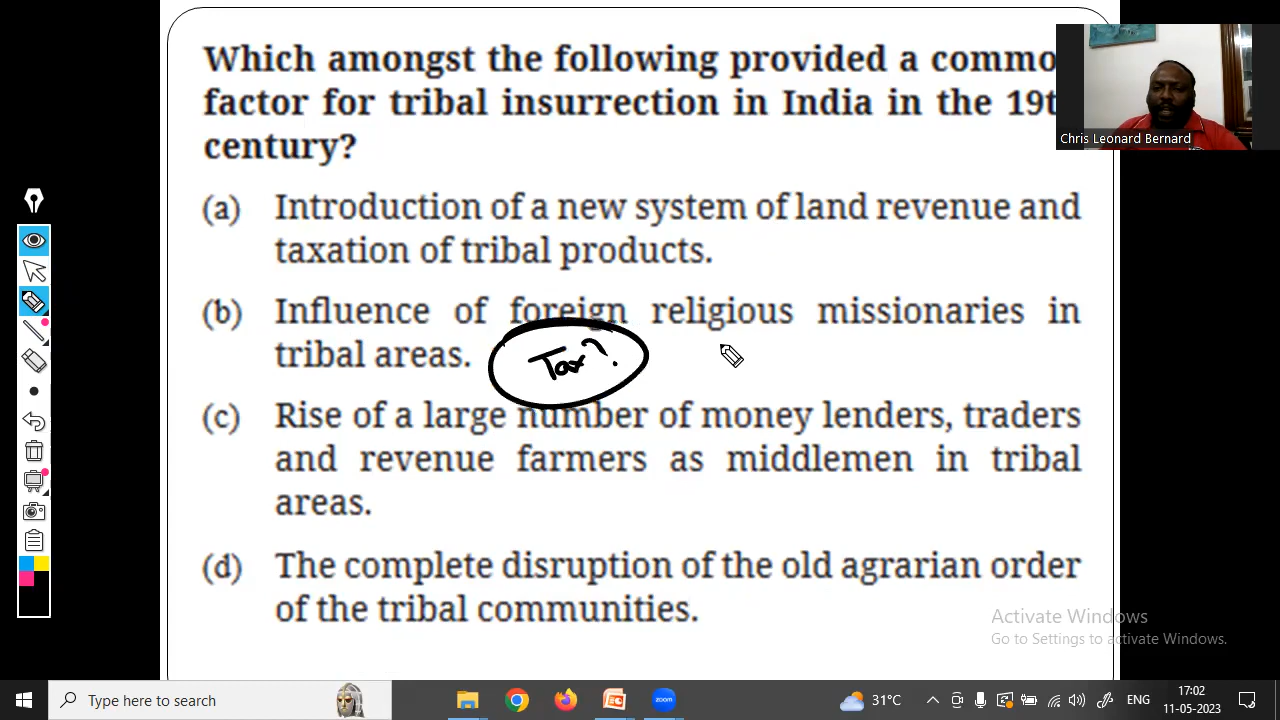 Which amongst the following provided a commo
factor for tribal insurrection in India in the 19t
century?
Chris Leonard Bernard
(a) Introduction of a new system of land revenue and
taxation of tribal products.
(b) Influence of foreign religious missionaries in
tribal areas.
Tax?
(c) Rise of a large number of money lenders, traders
and revenue farmers as middlemen in tribal
areas.
(d) The complete disruption of the old agrarian order
of the tribal communities.
Activate Windows
Go to Settings to activate Windows.
Type here to search
zoom
31°C
ENG
17:02
11-05-2023